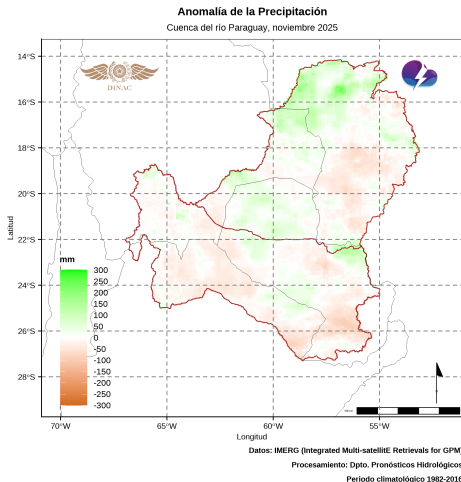 Anomalía de la Precipitación
Cuenca del río Paraguay, noviembre 2025
14°S
16°S
18°S
20°S
22°S
24°S
26°S
28°S
Latitud
DINAC
mm
300
250
200
150
100
50
0
-50
-100
-150
-200
-250
-300
70°W
65°W
60°W
55°W
Longitud
Datos: IMERG (Integrated Multi-satellitE Retrievals for GPM)
Procesamiento: Dpto. Pronósticos Hidrológicos
Periodo climatológico 1982-2016